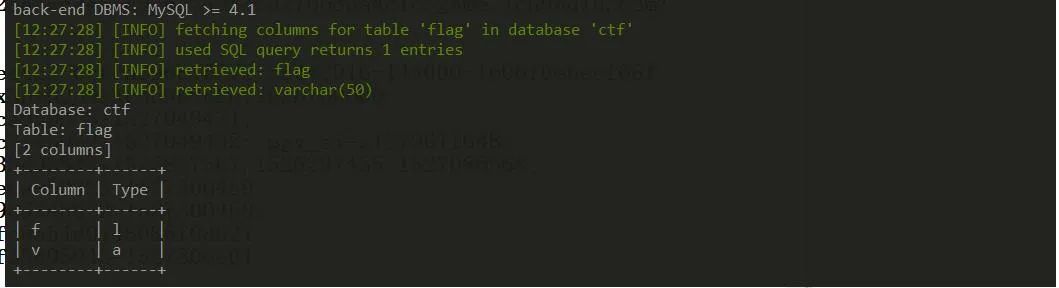 back-end DBMS: MySQL >= 4.1
[12:27:28] [INFO] fetching columns for table 'flag' in database 'ctf'
[12:27:28] [INFO] used SQL query returns 1 entries
[12:27:28] [INFO] retrieved: flag
[12:27:28] [INFO] retrieved: varchar(50)
Database: ctf
Table: flag
[2 columns]
+--------+------+
| Column | Type |
+--------+------+
| f      | l    |
| v      | a    |
+--------+------+